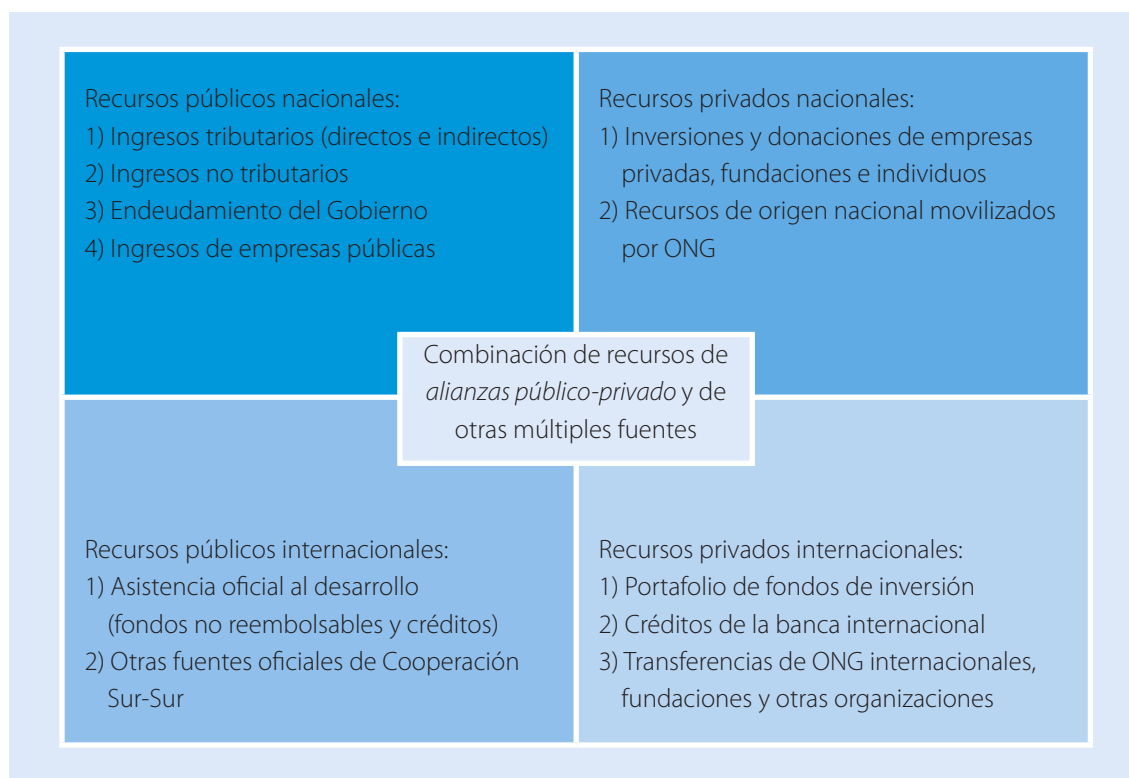 Recursos públicos nacionales:
1) Ingresos tributarios (directos e indirectos)
2) Ingresos no tributarios
3) Endeudamiento del Gobierno
4) Ingresos de empresas públicas
Recursos privados nacionales:
1) Inversiones y donaciones de empresas
privadas, fundaciones e individuos
2) Recursos de origen nacional movilizados
por ONG
Combinación de recursos de
alianzas público-privado y de
otras múltiples fuentes
Recursos públicos internacionales:
1) Asistencia oficial al desarrollo
(fondos no reembolsables y créditos)
2) Otras fuentes oficiales de Cooperación
Sur-Sur
Recursos privados internacionales:
1) Portafolio de fondos de inversión
2) Créditos de la banca internacional
3) Transferencias de ONG internacionales,
fundaciones y otras organizaciones